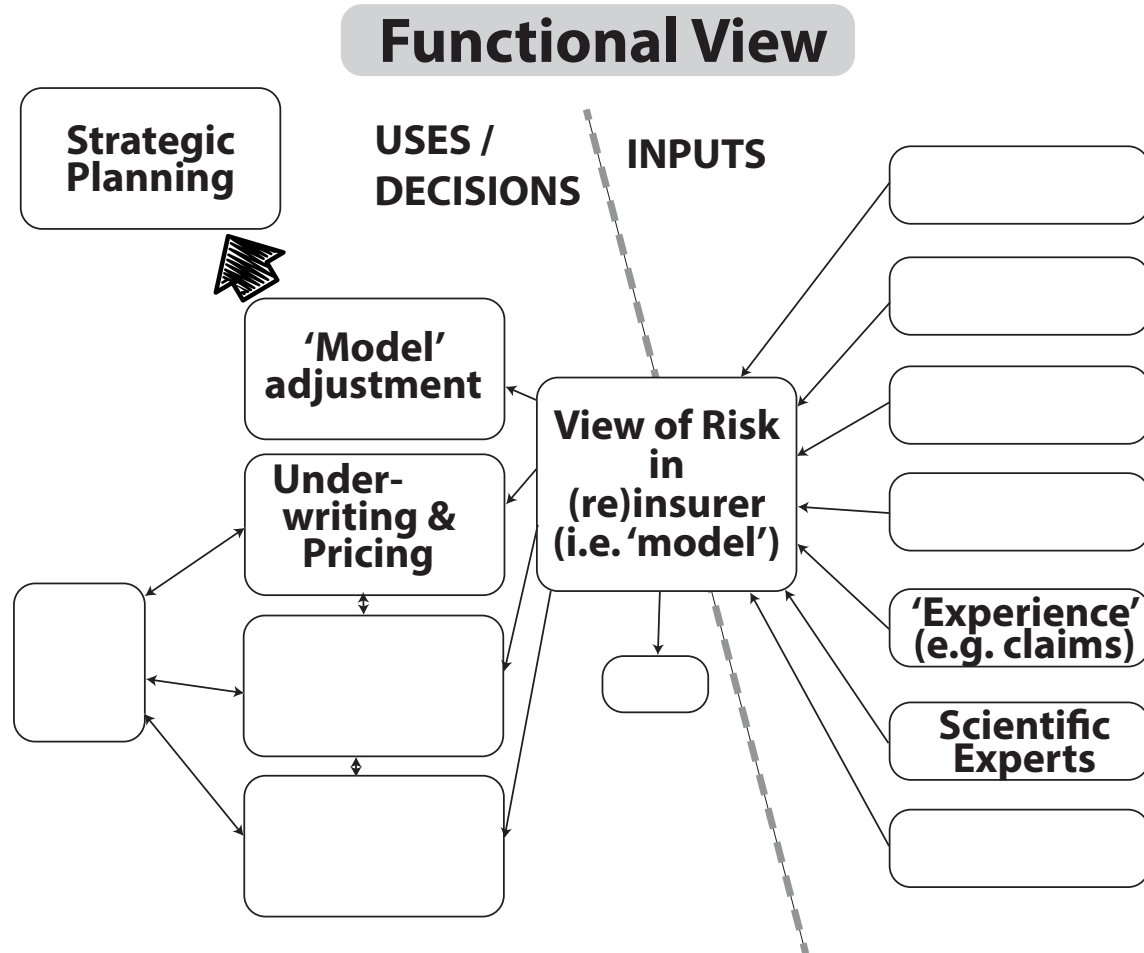 Functional View
Strategic
Planning
USES /
DECISIONS
INPUTS
‘Model’
adjustment
View of Risk
in
(re)insurer
(i.e. ‘model’)
Under-
writing &
Pricing
‘Experience’
(e.g. claims)
Scientific
Experts